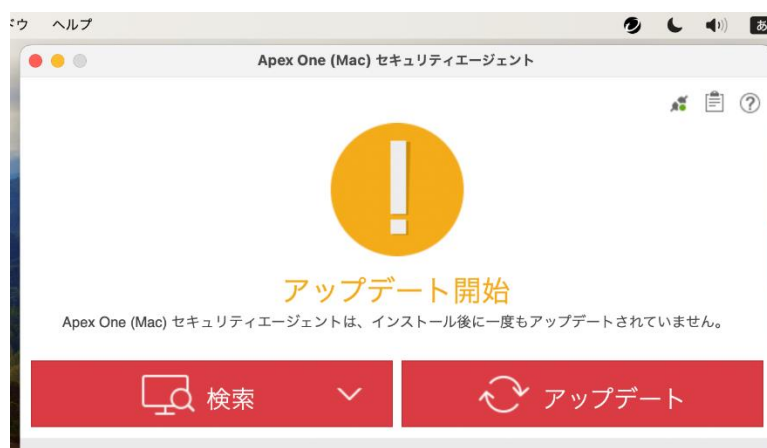 ヘルプ
あ
Apex One (Mac) セキュリティエージェント
?
!
アップデート開始
Apex One (Mac) セキュリティエージェントは、インストール後に一度もアップデートされていません。
検索
アップデート